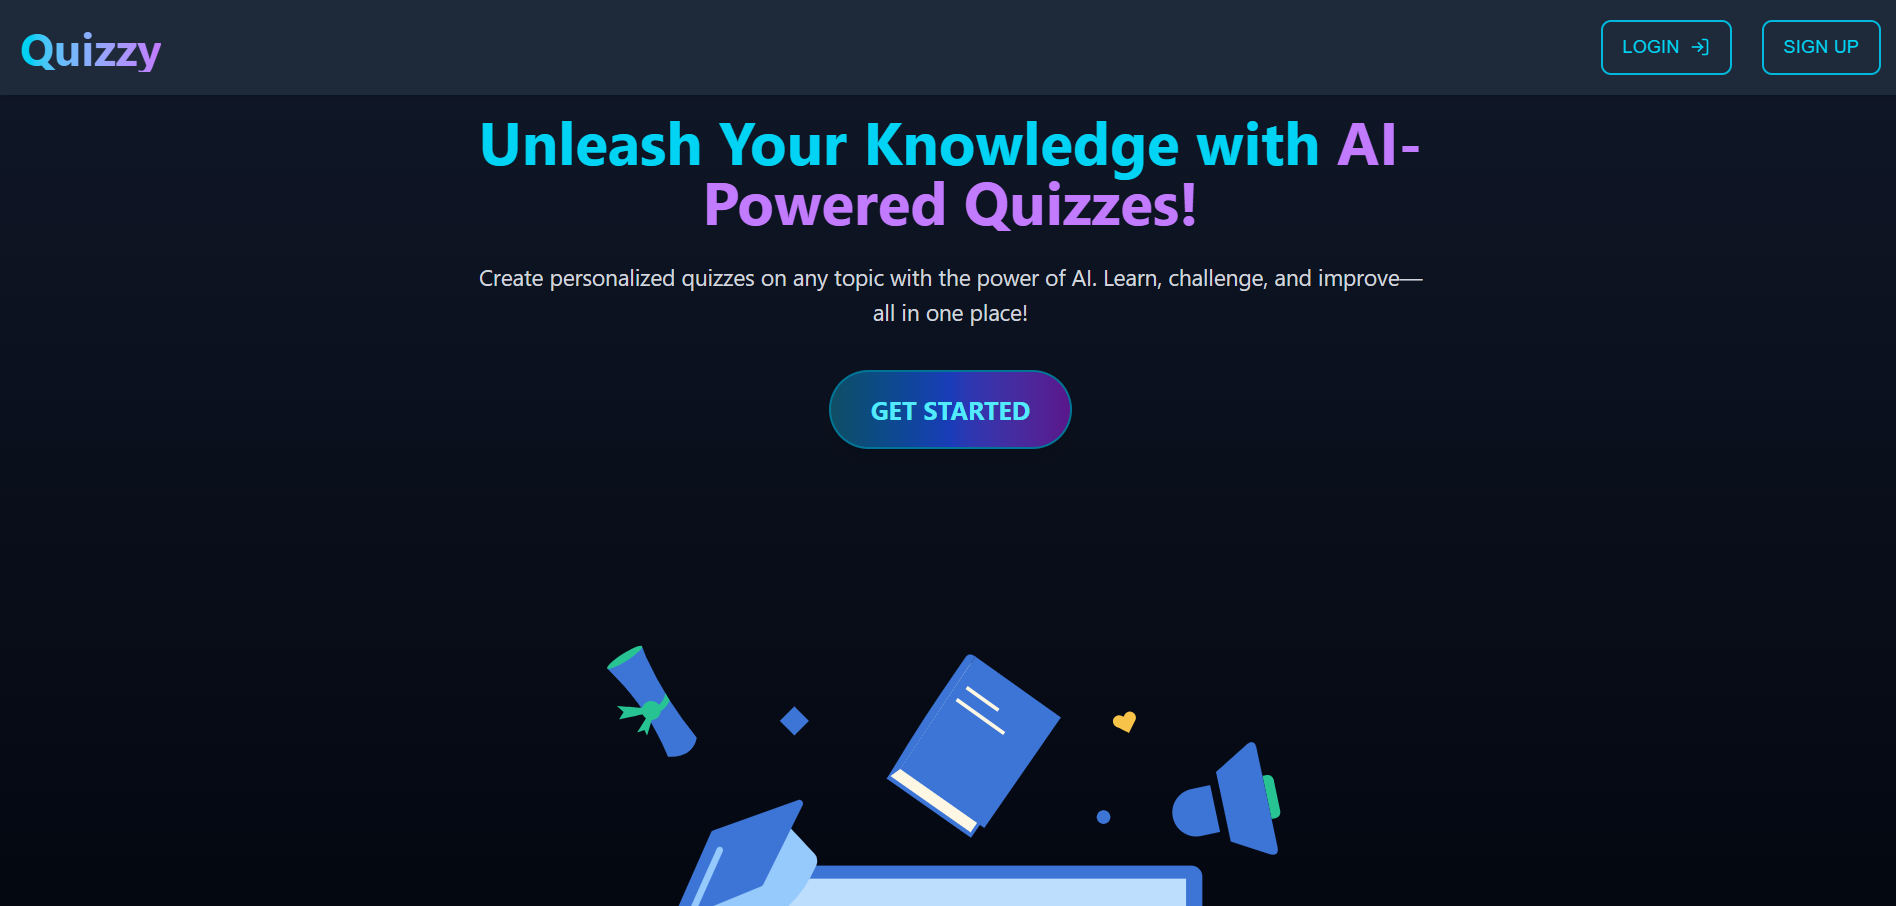 Quizzy
LOGIN
SIGN UP
Unleash Your Knowledge with AI-
Powered Quizzes!
Create personalized quizzes on any topic with the power of AI. Learn, challenge, and improve—
all in one place!
GET STARTED